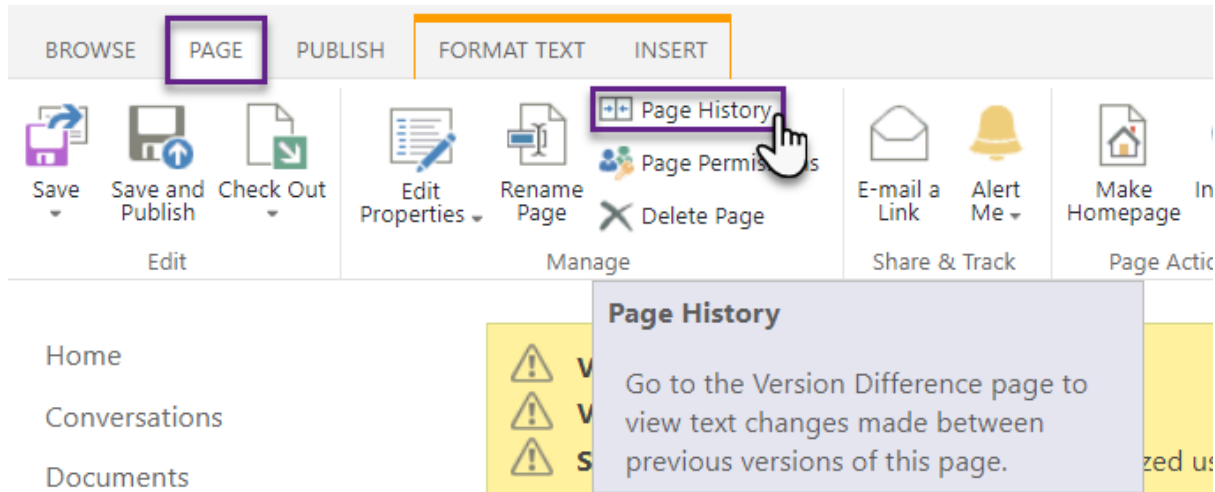 BROWSE PAGE PUBLISH FORMAT TEXT INSERT
Page History
Page Permis
Delete Page
Save
Save and
Publish
Check Out
Edit
Properties
Rename
Page
E-mail a
Link
Alert
Me
Make
Homepage
In
Edit
Manage
Share & Track
Page Actio
Home
Conversations
Documents
Page History
Go to the Version Difference page to
view text changes made between
previous versions of this page.
V
V
S
zed us